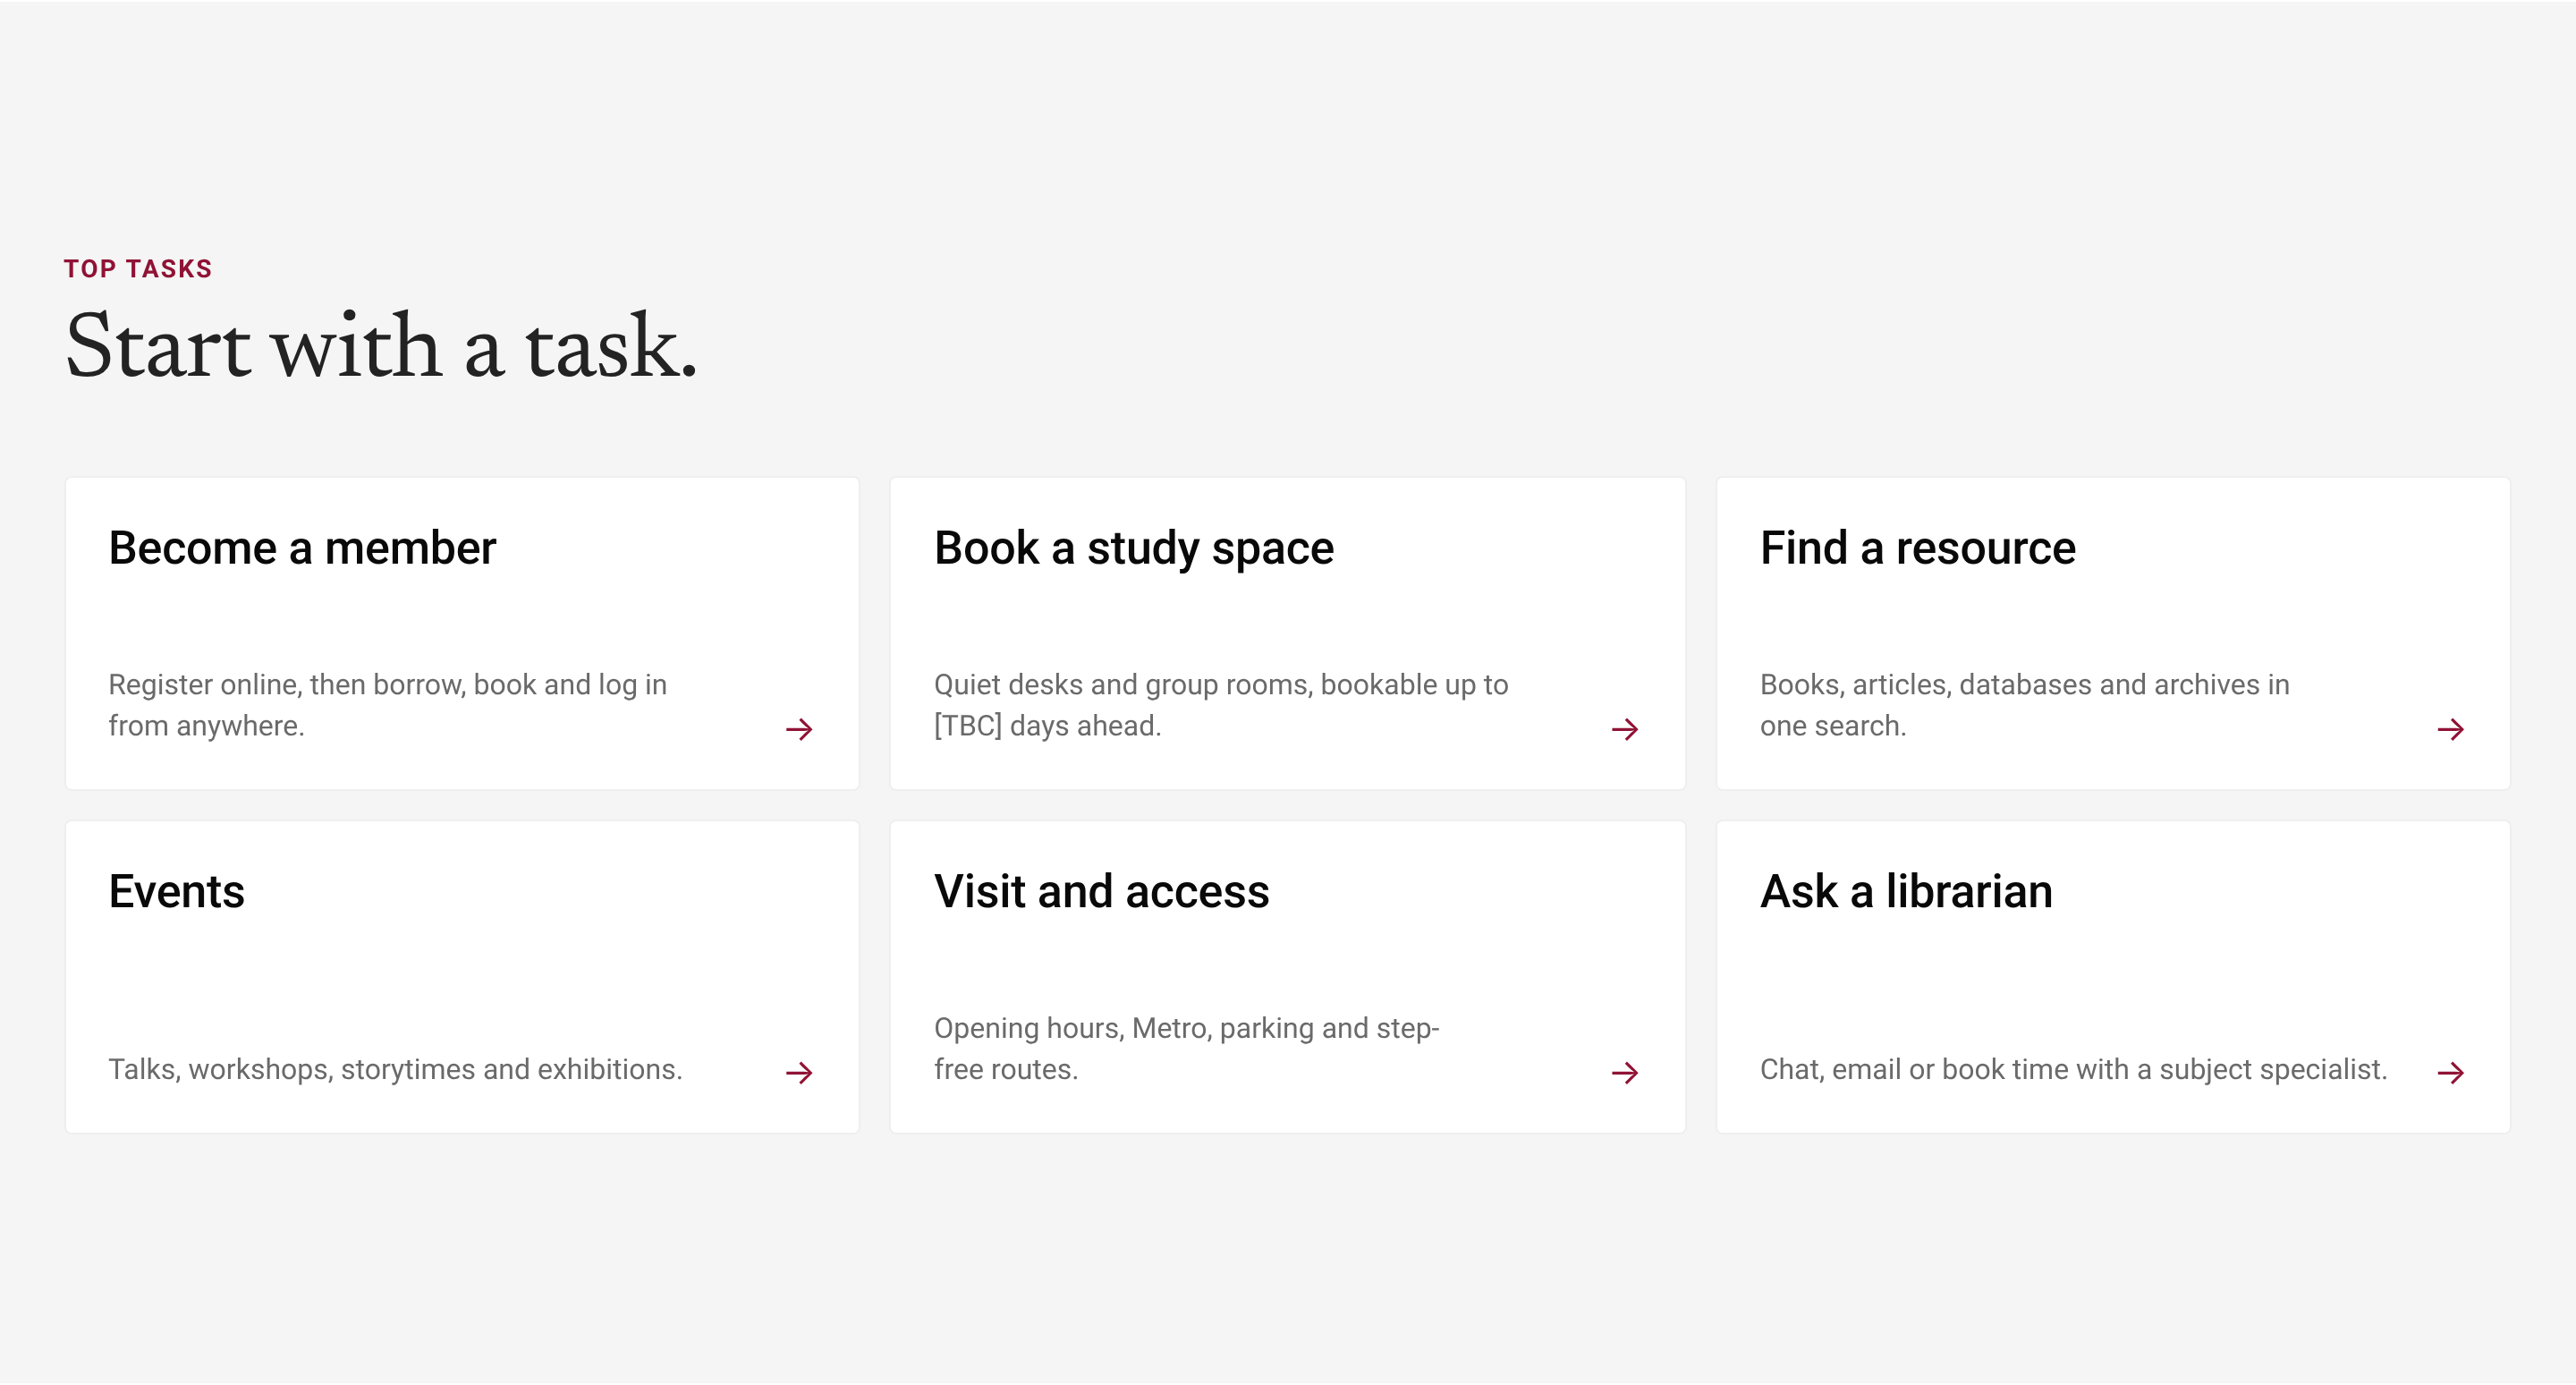 TOP TASKS
Start with a task.
Become a member
Register online, then borrow, book and log in
from anywhere.
Book a study space
Quiet desks and group rooms, bookable up to
[TBC] days ahead.
Find a resource
Books, articles, databases and archives in
one search.
Events
Talks, workshops, storytimes and exhibitions.
Visit and access
Opening hours, Metro, parking and step-
free routes.
Ask a librarian
Chat, email or book time with a subject specialist.